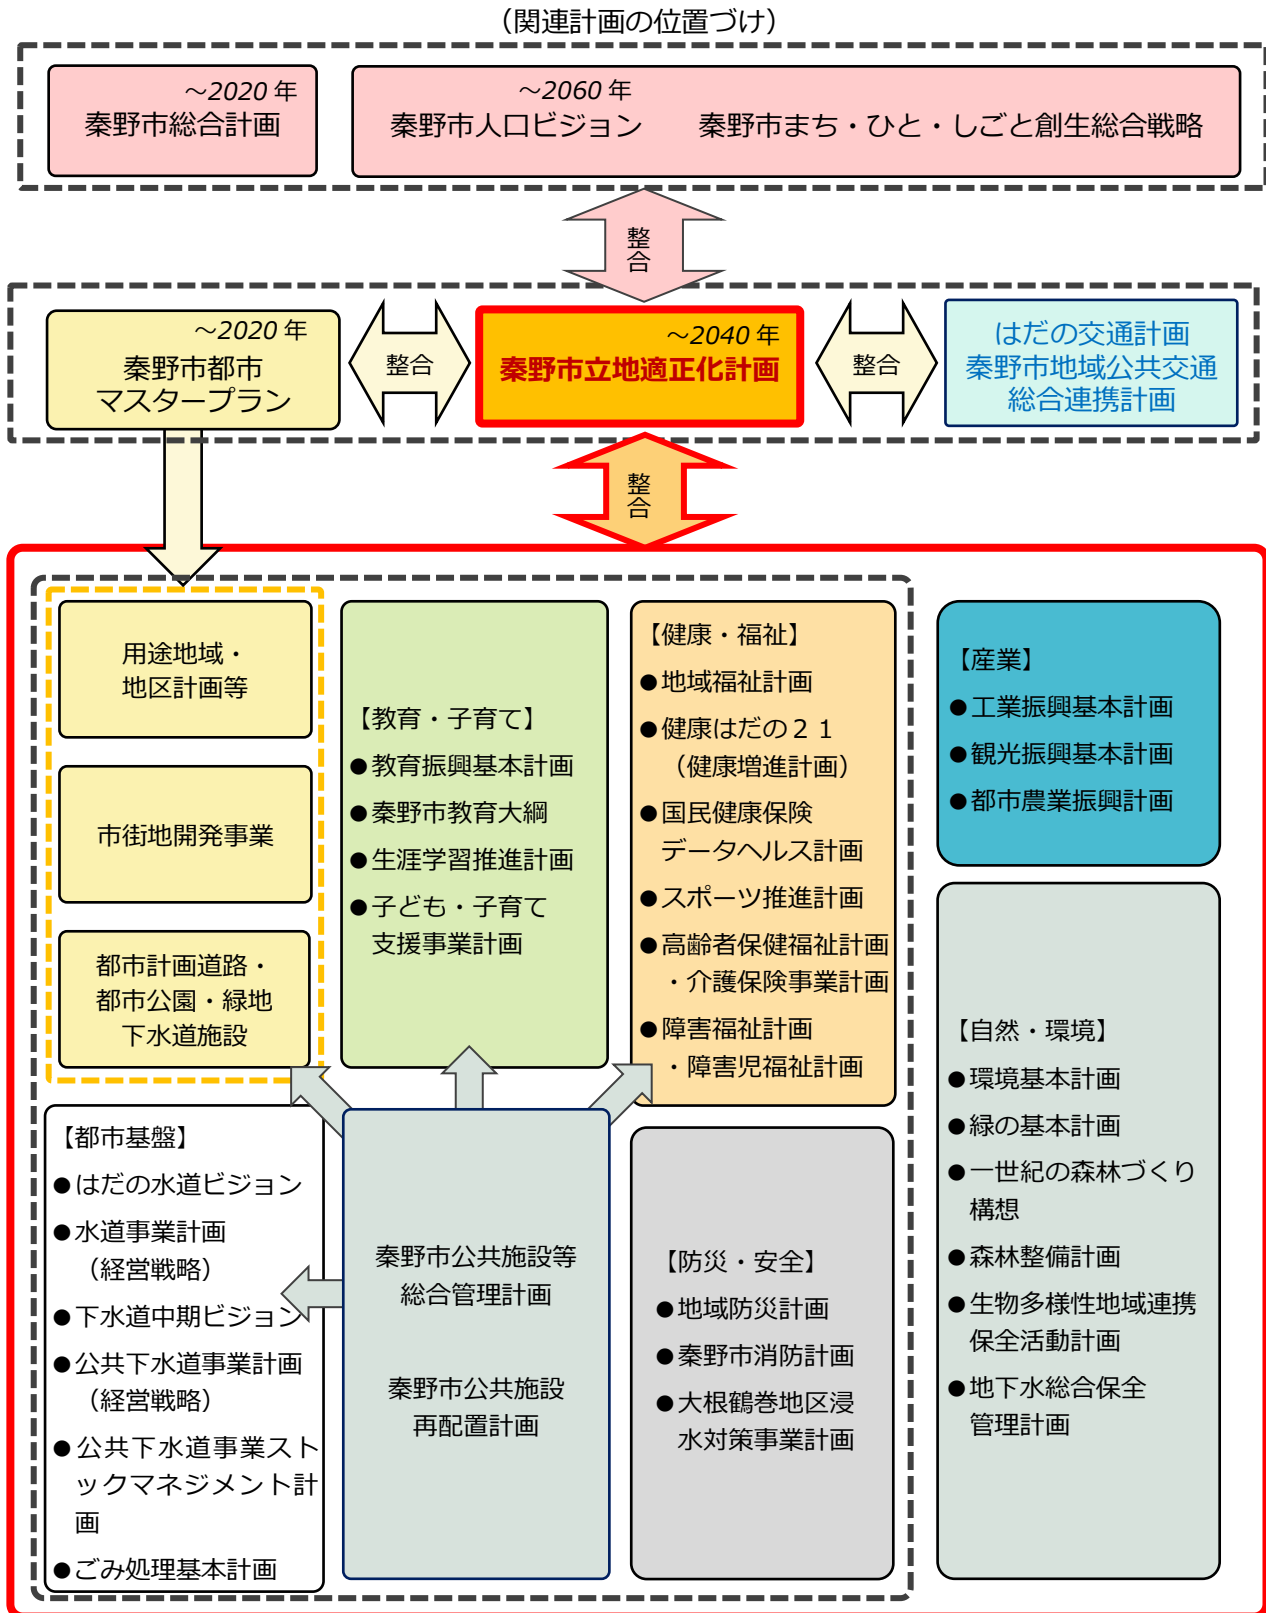 （関連計画の位置づけ）
～2020 年
秦野市総合計画
～2060 年
秦野市人口ビジョン　秦野市まち・ひと・しごと創生総合戦略
整
合
～2020 年
秦野市都市
マスタープラン
整合
～2040 年
秦野市立地適正化計画
整合
はだの交通計画
秦野市地域公共交通
総合連携計画
整
合
用途地域・
地区計画等
市街地開発事業
都市計画道路・
都市公園・緑地
下水道施設
【教育・子育て】
●教育振興基本計画
●秦野市教育大綱
●生涯学習推進計画
●子ども・子育て
支援事業計画
【健康・福祉】
●地域福祉計画
●健康はだの２１
（健康増進計画）
●国民健康保険
データヘルス計画
●スポーツ推進計画
●高齢者保健福祉計画
・介護保険事業計画
●障害福祉計画
・障害児福祉計画
【産業】
●工業振興基本計画
●観光振興基本計画
●都市農業振興計画
【都市基盤】
●はだの水道ビジョン
●水道事業計画
（経営戦略）
●下水道中期ビジョン
●公共下水道事業計画
（経営戦略）
●公共下水道事業スト
ックマネジメント計
画
●ごみ処理基本計画
秦野市公共施設等
総合管理計画
秦野市公共施設
再配置計画
【防災・安全】
●地域防災計画
●秦野市消防計画
●大根鶴巻地区浸
水対策事業計画
【自然・環境】
●環境基本計画
●緑の基本計画
●一世紀の森林づくり
構想
●森林整備計画
●生物多様性地域連携
保全活動計画
●地下水総合保全
管理計画